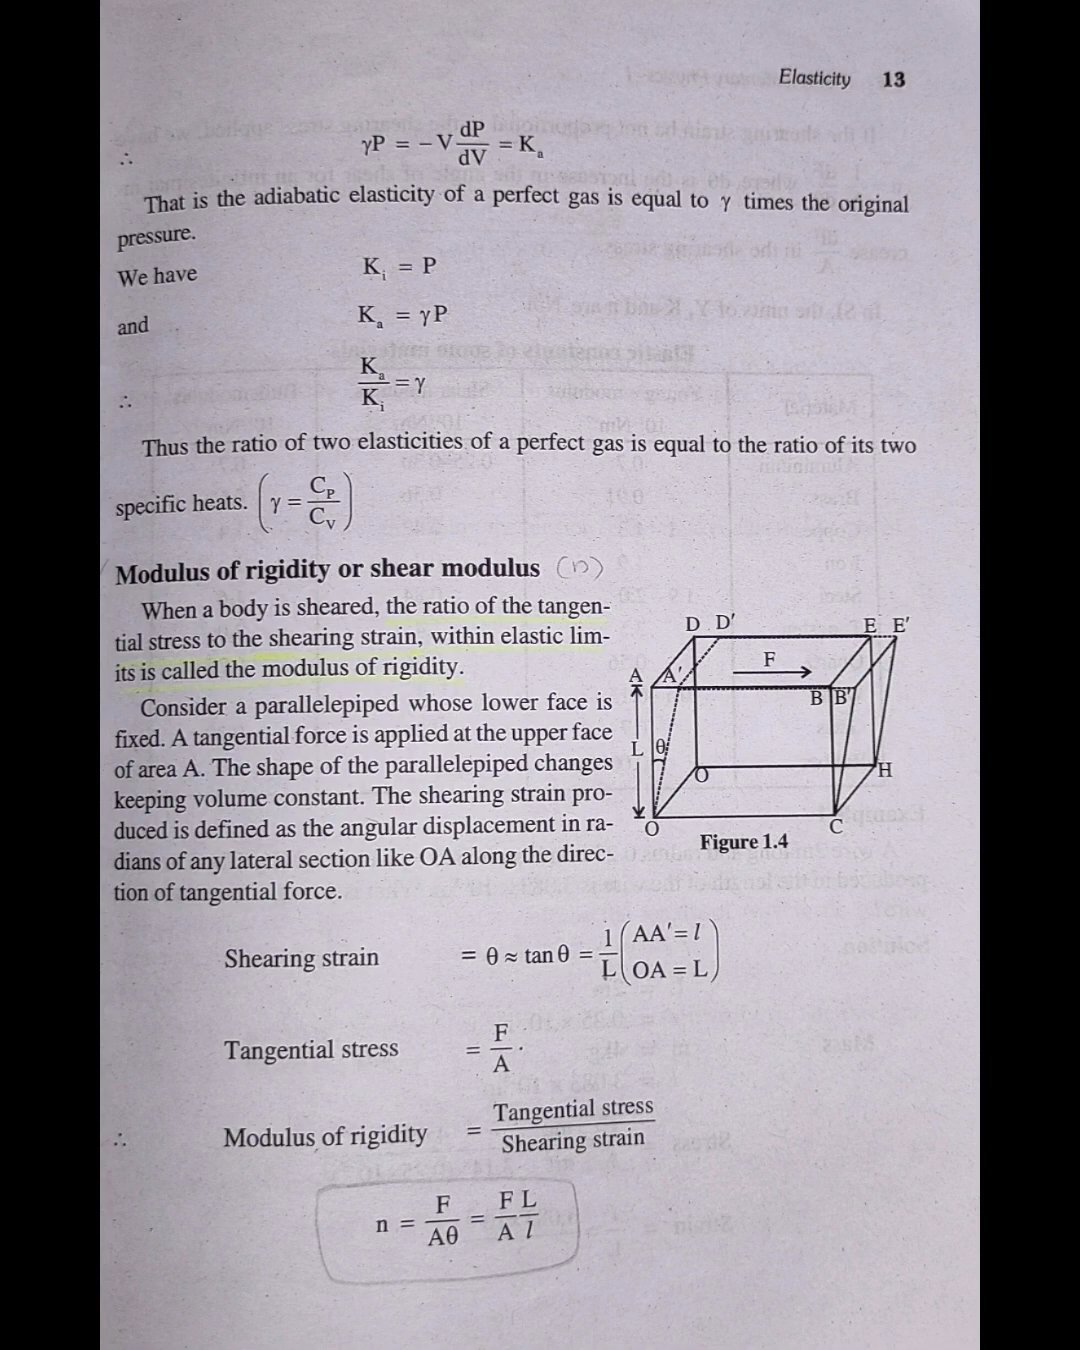 Elasticity 13
∴ γP = − V dP/dV = Kₐ
That is the adiabatic elasticity of a perfect gas is equal to γ times the original
pressure.
We have Kᵢ = P
and Kₐ = γP
∴ Kₐ/Kᵢ = γ
Thus the ratio of two elasticities of a perfect gas is equal to the ratio of its two
specific heats. (γ = C_P/C_V)
Modulus of rigidity or shear modulus (n)
When a body is sheared, the ratio of the tangen-
tial stress to the shearing strain, within elastic lim-
its is called the modulus of rigidity.
Consider a parallelepiped whose lower face is
fixed. A tangential force is applied at the upper face
of area A. The shape of the parallelepiped changes
keeping volume constant. The shearing strain pro-
duced is defined as the angular displacement in ra-
dians of any lateral section like OA along the direc-
tion of tangential force.
D D′ E E′
F
A A′ B B′
L θ
O H
O C
Figure 1.4
Shearing strain = θ ≈ tan θ = 1/L (AA′ = l OA = L)
Tangential stress = F/A .
∴ Modulus of rigidity = Tangential stress/Shearing strain
n = F/Aθ = F/A L/l